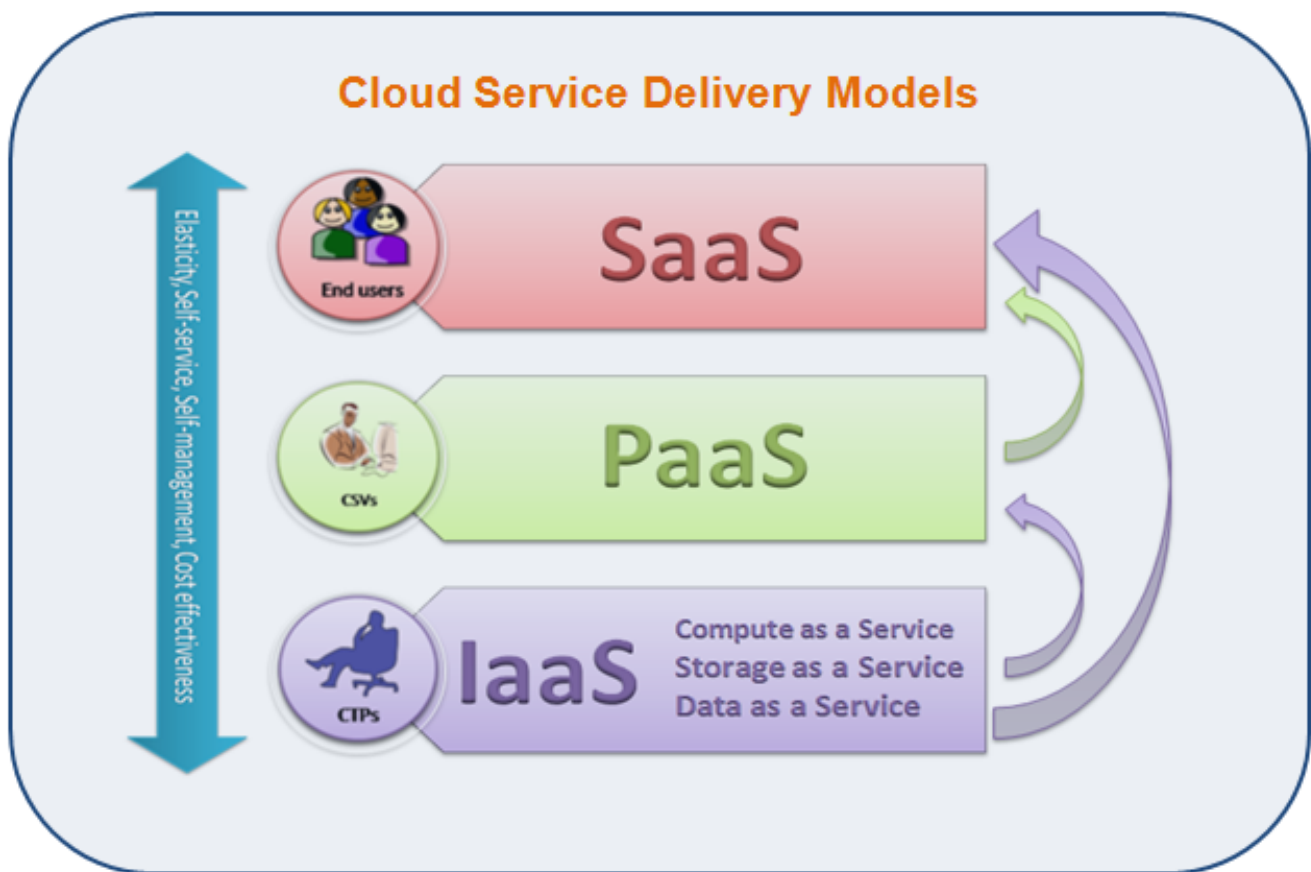 Cloud Service Delivery Models
Elasticity, Self-service, Self-management, Cost effectiveness
End users
SaaS
CSVs
PaaS
CTPs
IaaS
Compute as a Service
Storage as a Service
Data as a Service